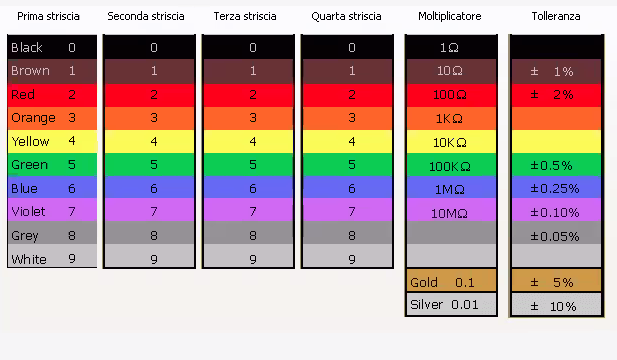 Prima striscia Seconda striscia Terza striscia Quarta striscia Moltiplicatore Tolleranza
Black 0 0 0 0 1Ω
Brown 1 1 1 1 10Ω ± 1%
Red 2 2 2 2 100Ω ± 2%
Orange 3 3 3 3 1KΩ
Yellow 4 4 4 4 10KΩ
Green 5 5 5 5 100KΩ ±0.5%
Blue 6 6 6 6 1MΩ ±0.25%
Violet 7 7 7 7 10MΩ ±0.10%
Grey 8 8 8 8 ±0.05%
White 9 9 9 9
Gold 0.1 ± 5%
Silver 0.01 ± 10%